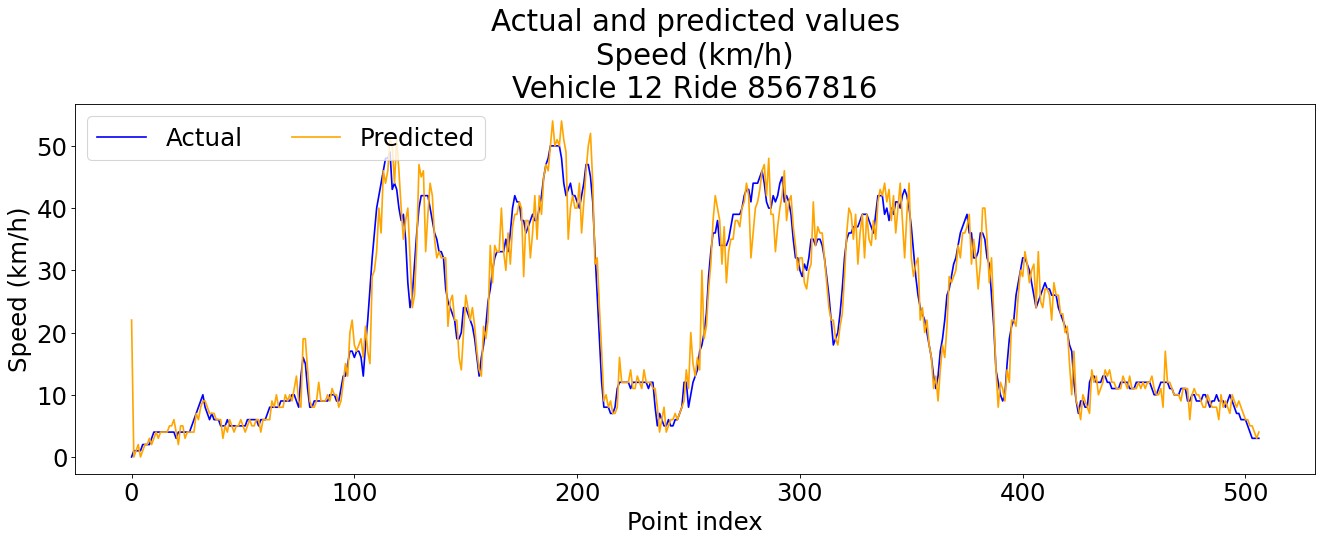 Actual and predicted values
Speed (km/h)
Vehicle 12 Ride 8567816
Actual Predicted
50
40
30
20
10
0
Speed (km/h)
0 100 200 300 400 500
Point index